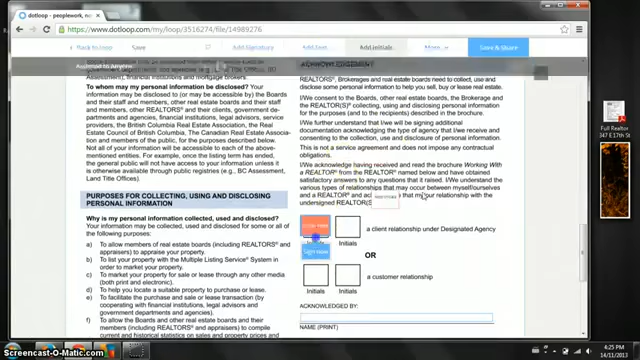 dotloop - peoplework, no
https://www.dotloop.com/my/loop/3516274/file/14989276
Back to Loop
Save
Add Signature
Add Text
Add Initials
More
Save & Share
Assessment), financial institutions and mortgage brokers.
To whom may my personal information be disclosed?
Your information may be disclosed to (or may be accessible by) the Boards
and their staff and members, other real estate boards and their staff and
members, other REALTORS® and their clients, government
departments and agencies, financial institutions, legal advisors, service
providers, the British Columbia Real Estate Association, the Real
Estate Council of British Columbia, The Canadian Real Estate Associa-
tion and members of the public, for the purposes described below.
Not all of your information will be accessible to each of the above-
mentioned entities. For example, once the listing term has ended, the
general public will not have access to your information unless it
is otherwise available through public registries (e.g., BC Assessment,
Land Title Offices).
PURPOSES FOR COLLECTING, USING AND DISCLOSING
PERSONAL INFORMATION
Why is my personal information collected, used and disclosed?
Your information may be collected, used and disclosed for some or all of
the following purposes:
a) To allow members of real estate boards (including REALTORS® and
appraisers) to appraise your property.
b) To list your property with the Multiple Listing Service® System in
order to market the property.
c) To market your property for sale or lease through any other media
(both print and electronic).
d) To help you locate a suitable property to purchase or lease.
e) To facilitate the purchase and sale or lease transaction (by
cooperating with financial institutions, legal advisors and
government departments and agencies).
f) To allow the Boards and other real estate boards and their
members (including REALTORS® and appraisers) to compile
current and historical statistics on sales and property prices and
ACKNOWLEDGEMENT
REALTORS®, Brokerages and real estate boards need to collect, use and
disclose some personal information to help you sell, buy or lease real estate.
I/We consent to the Boards, other real estate boards, the Brokerage and
the REALTOR(S)® collecting, using and disclosing personal information
for the purposes (and to the recipients) described in the brochure.
I/We further understand that I/we will be signing additional
documentation acknowledging the type of agency that I/we receive and
consenting to the collection, use and disclosure of personal information.
This is not a service agreement and does not impose any contractual
obligations.
I/We acknowledge having received and read the brochure Working With
a REALTOR® from the REALTOR® named below and have obtained
satisfactory answers to any questions that it raised. I/We understand the
various types of relationships that may occur between myself/ourselves
and a REALTOR®
that my/our relationship with the
undersigned REALTOR(S
Initials
a client relationship under Designated Agency
OR
Initials
Initials
a customer relationship
ACKNOWLEDGED BY:
NAME (PRINT)
Full Realtor
347 E 17th St
Screencast-O-Matic.com
4:25 PM
14/11/2013